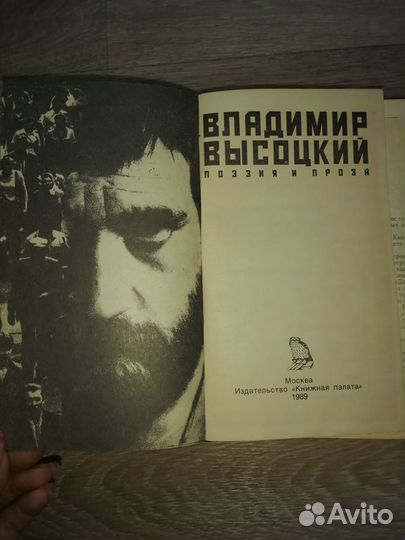 ВЛАДИМИР
ВЫСОЦКИЙ
ПОЭЗИЯ И ПРОЗА
Москва
Издательство «Книжная палата»
1989
Avito